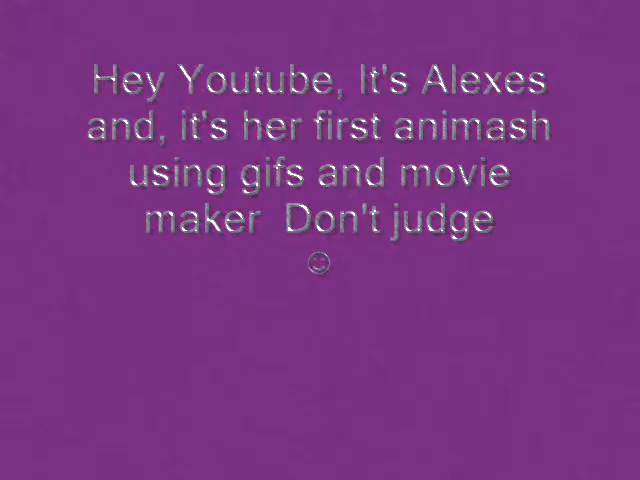 Hey Youtube, It's Alexes
and, it's her first animash
using gifs and movie
maker  Don't judge
☺